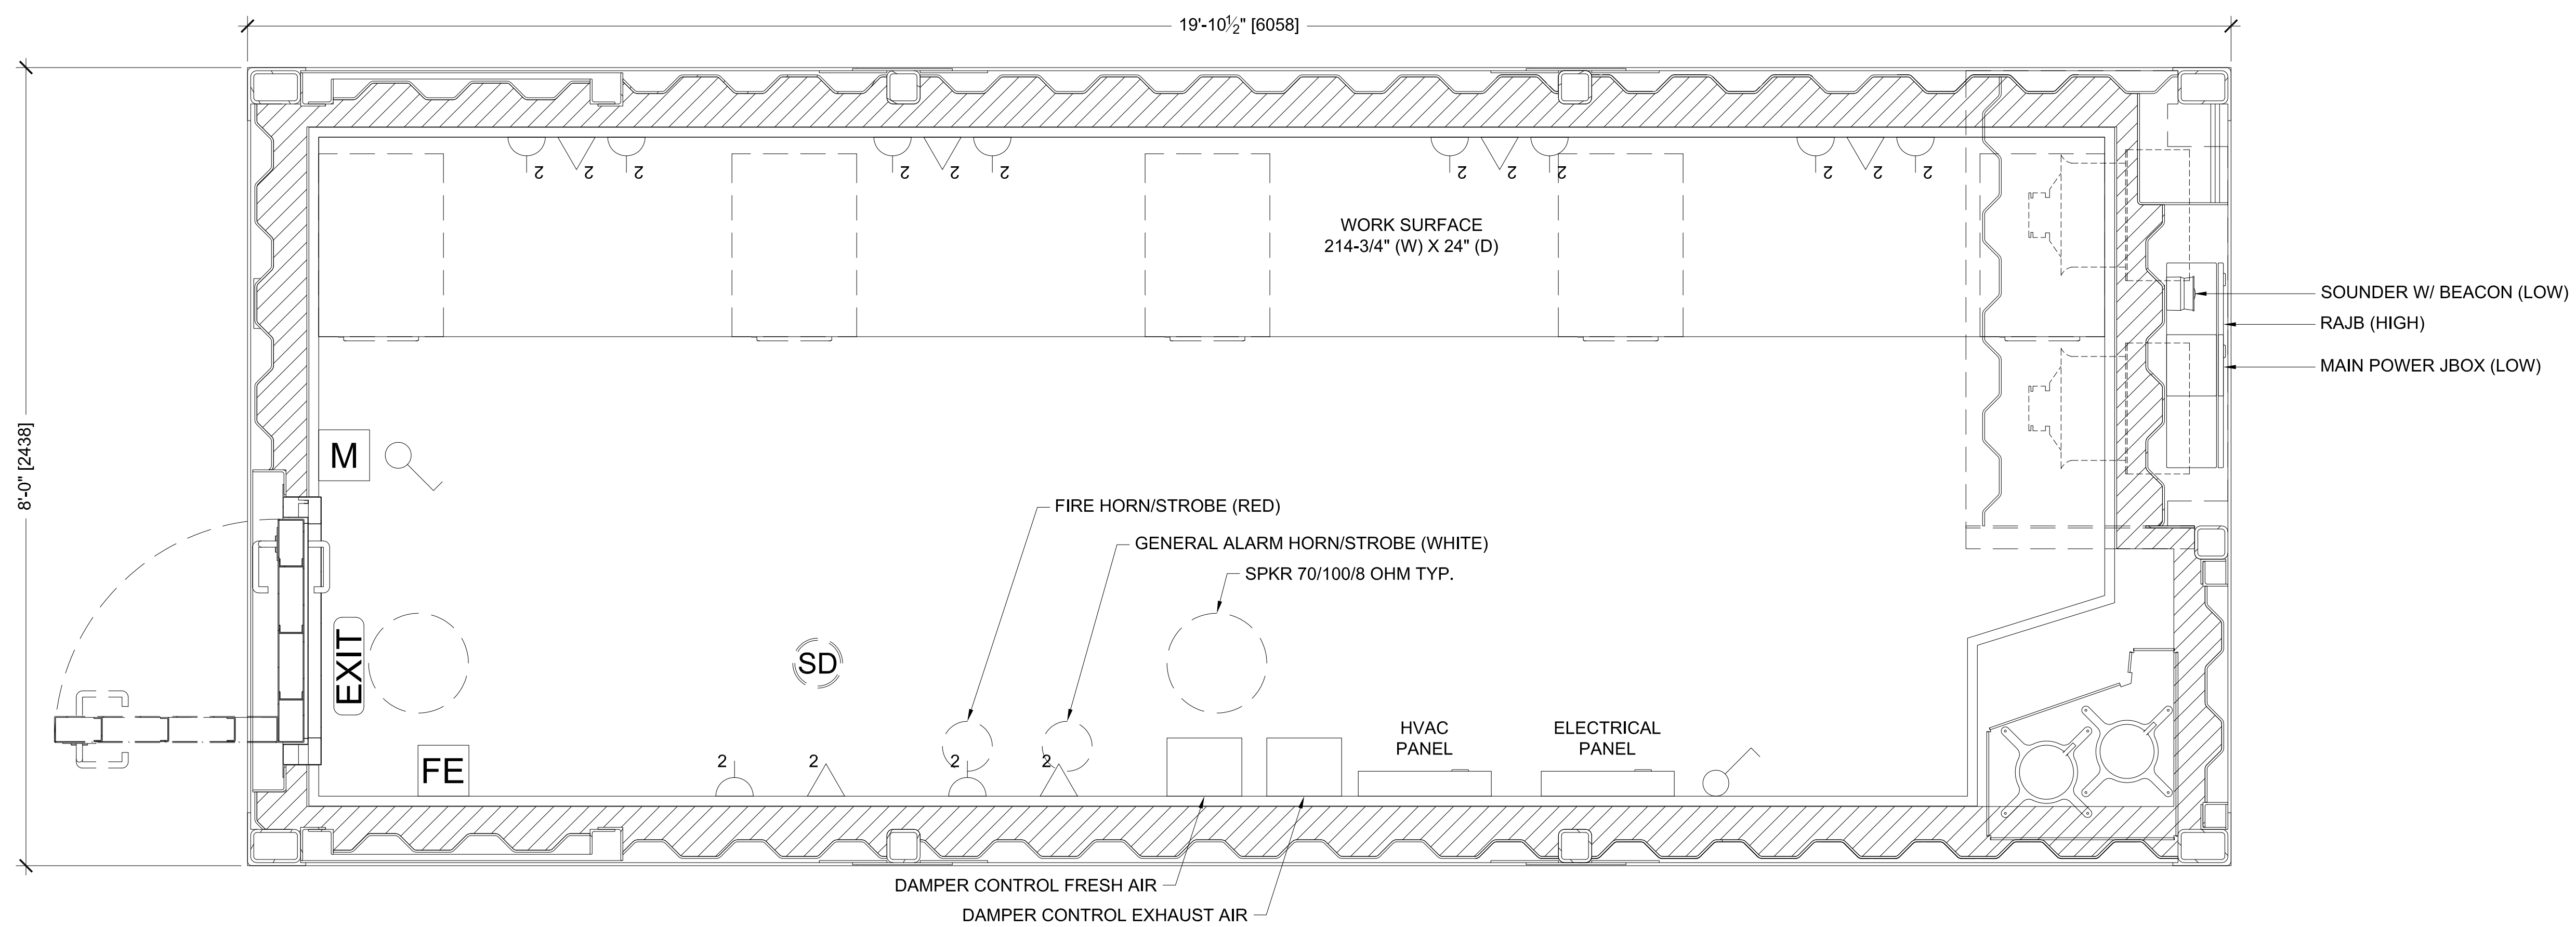 19'-10½" [6058]
8'-0" [2438]
2 2 2 2 2 2 2 2 2 2 2 2
WORK SURFACE
214-3/4" (W) X 24" (D)
SOUNDER W/ BEACON (LOW)
RAJB (HIGH)
MAIN POWER JBOX (LOW)
M
FIRE HORN/STROBE (RED)
GENERAL ALARM HORN/STROBE (WHITE)
SPKR 70/100/8 OHM TYP.
EXIT
SD
HVAC
PANEL
ELECTRICAL
PANEL
FE
2 2 2 2
DAMPER CONTROL FRESH AIR
DAMPER CONTROL EXHAUST AIR